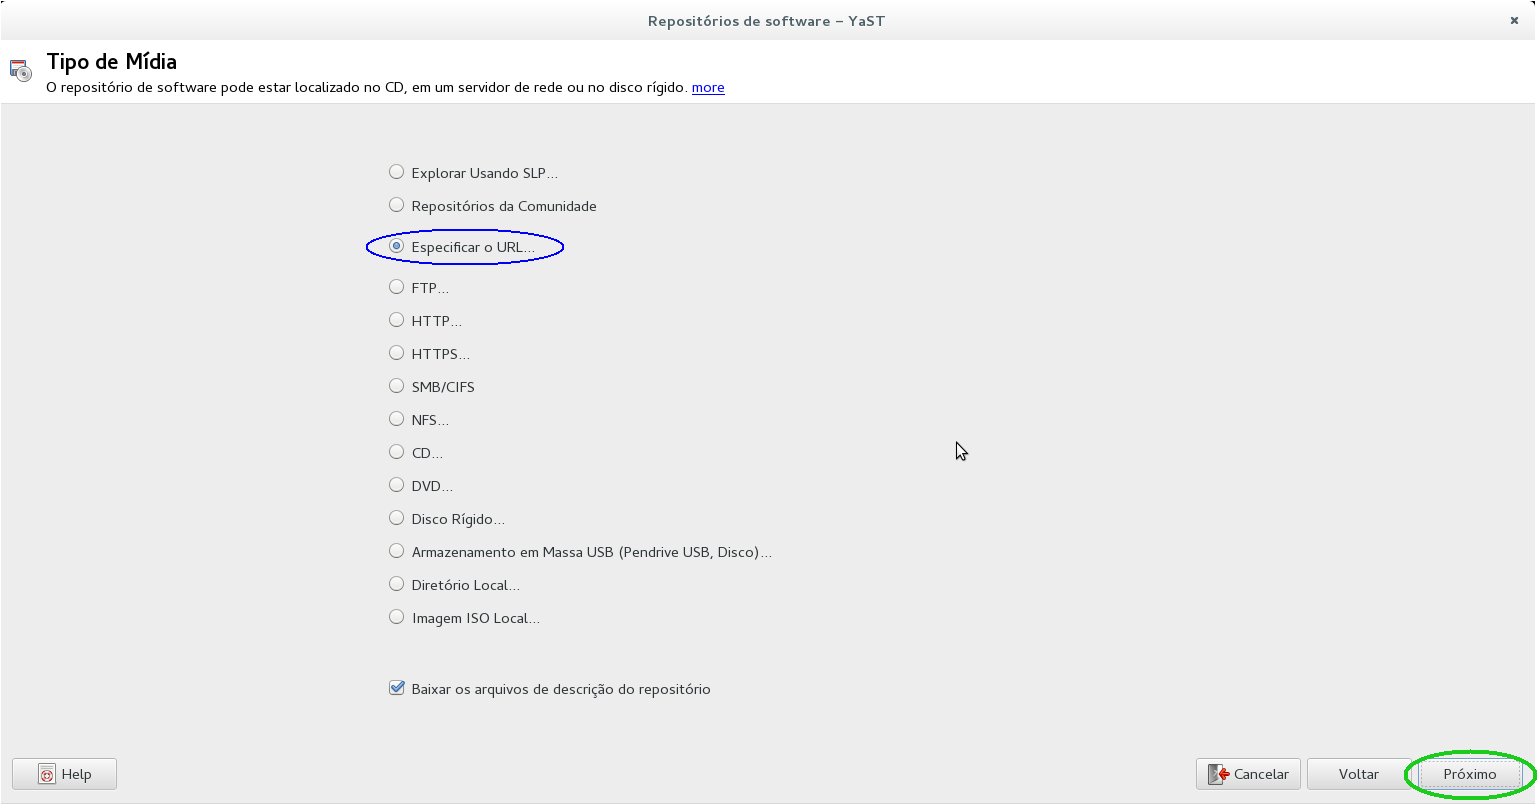 Repositórios de software – YaST
Tipo de Mídia
O repositório de software pode estar localizado no CD, em um servidor de rede ou no disco rígido. more
Explorar Usando SLP...
Repositórios da Comunidade
Especificar o URL...
FTP...
HTTP...
HTTPS...
SMB/CIFS
NFS...
CD...
DVD...
Disco Rígido...
Armazenamento em Massa USB (Pendrive USB, Disco)...
Diretório Local...
Imagem ISO Local...
Baixar os arquivos de descrição do repositório
Help Cancelar Voltar Próximo